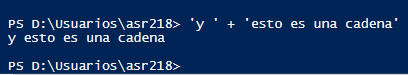 PS D:\Usuarios\asr218> 'y ' + 'esto es una cadena'
y esto es una cadena
PS D:\Usuarios\asr218>